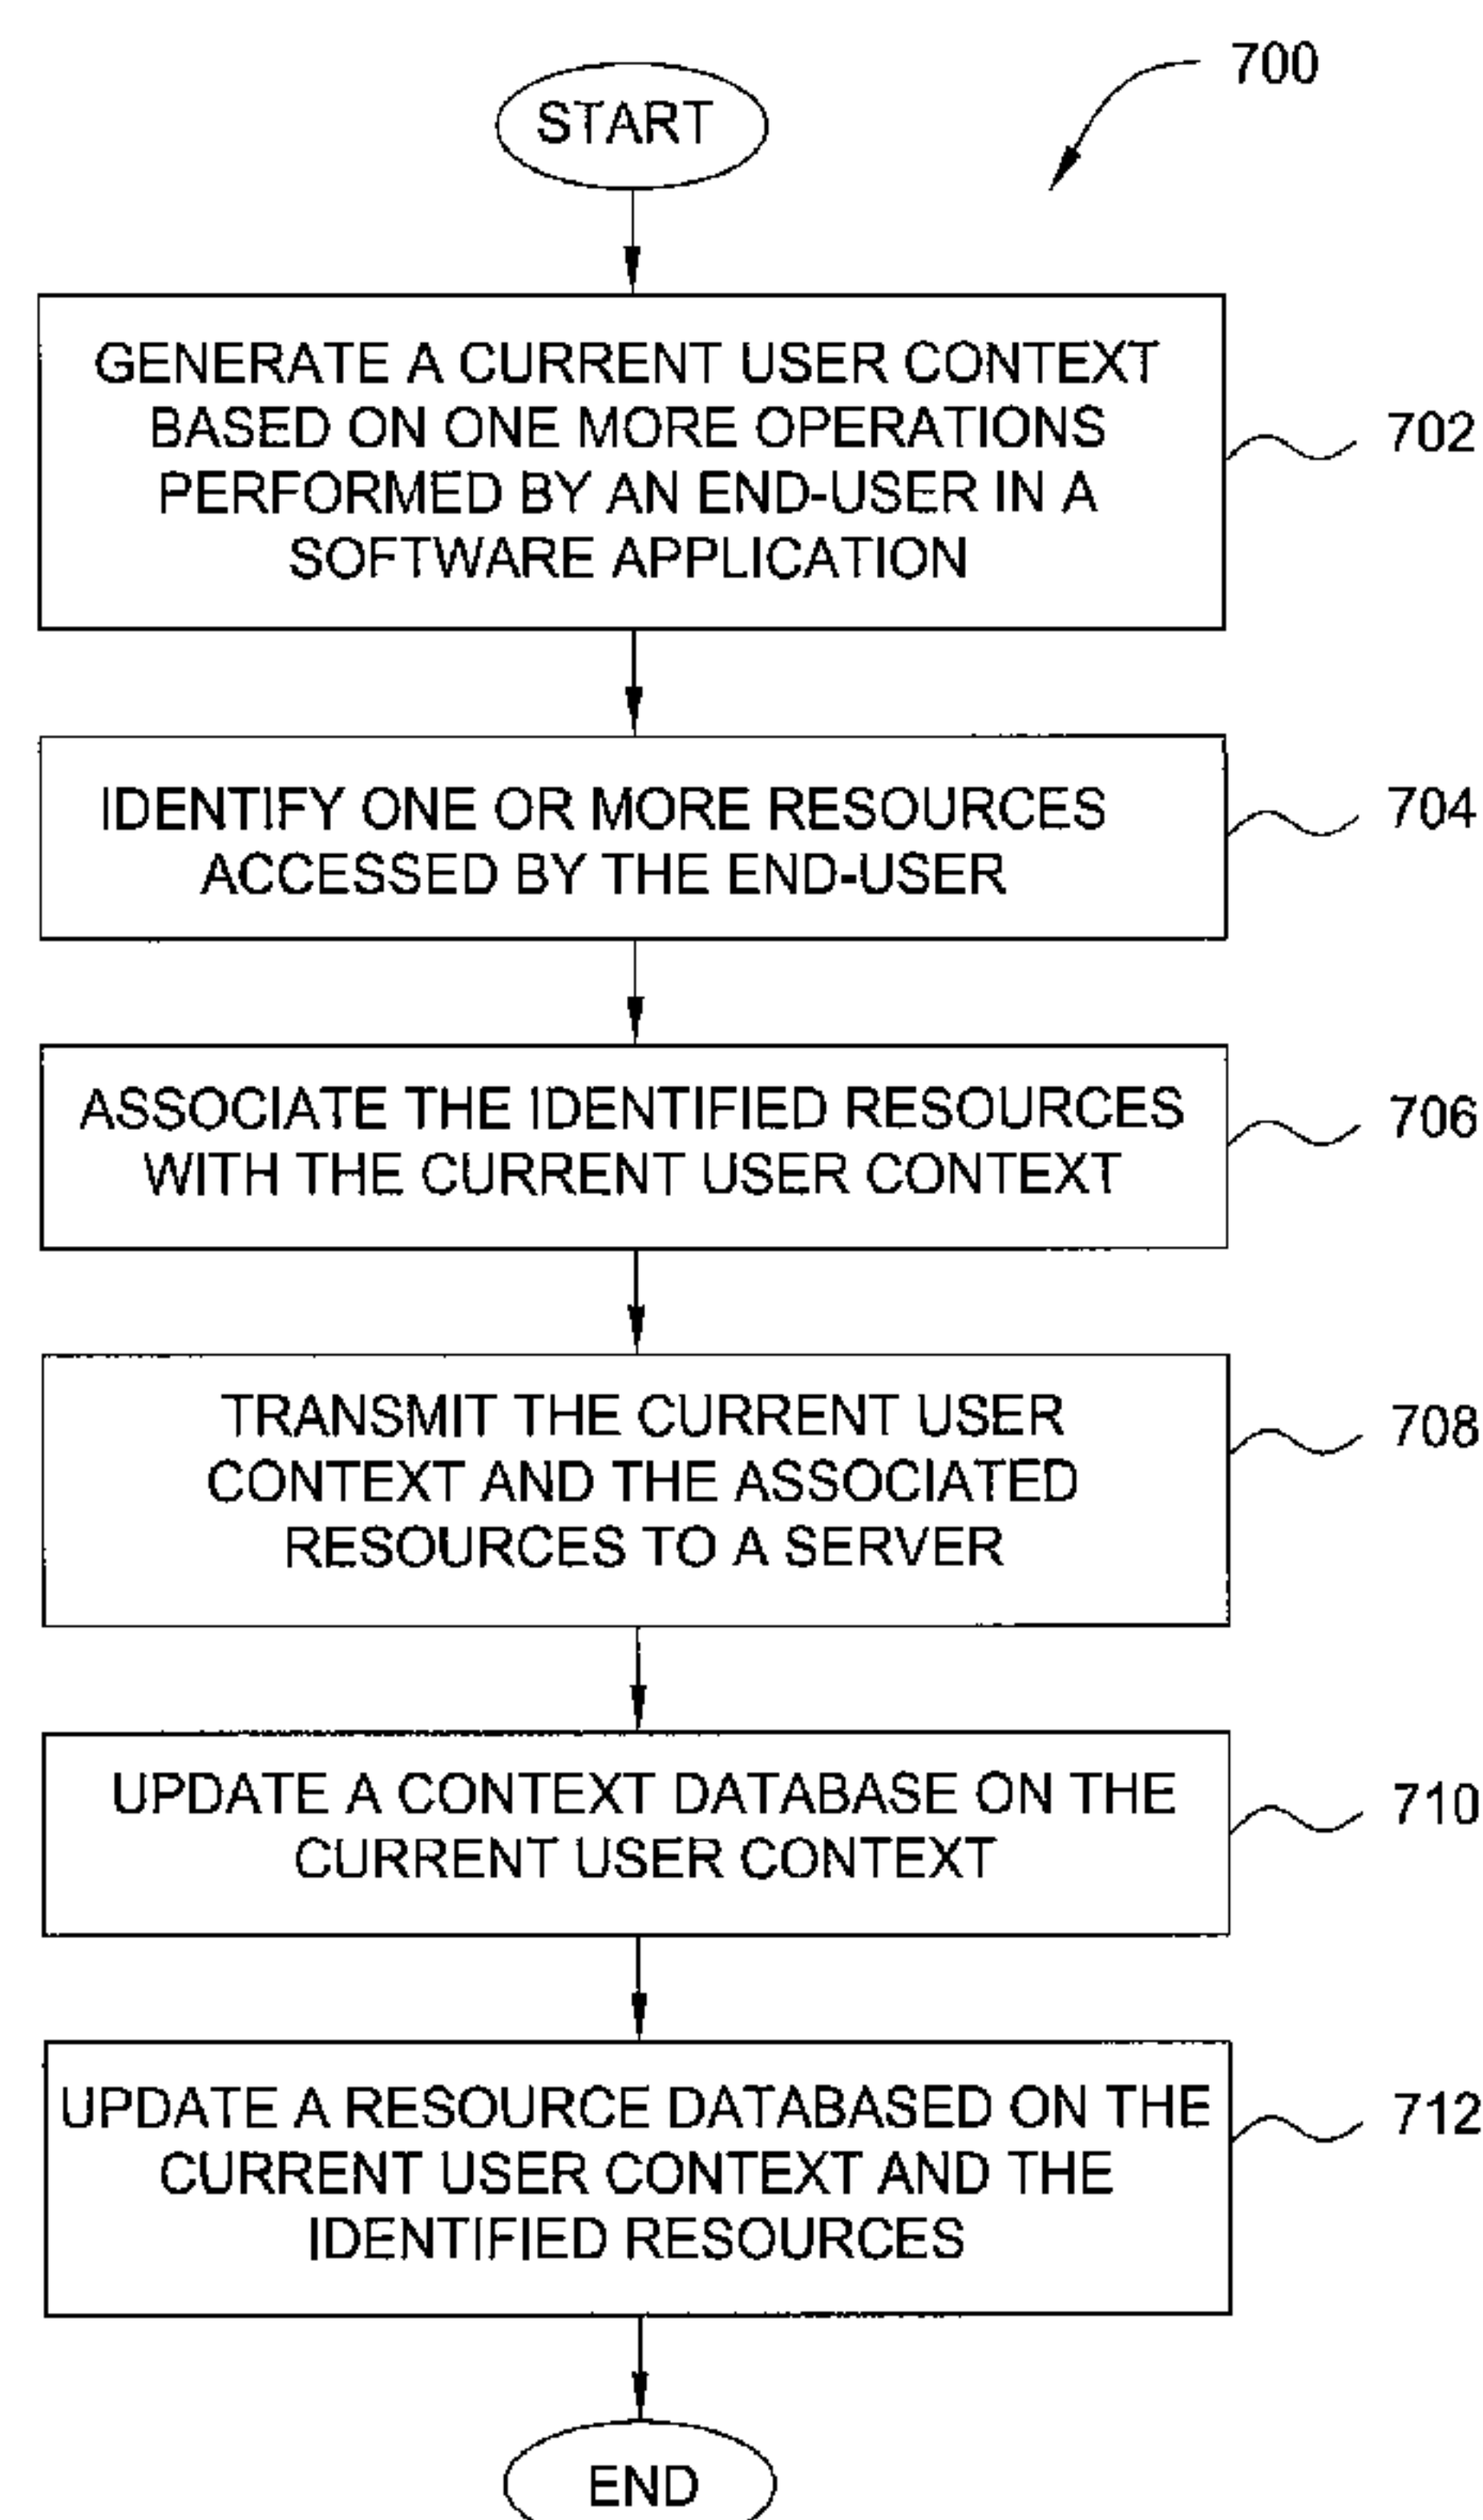 700
START
GENERATE A CURRENT USER CONTEXT
BASED ON ONE MORE OPERATIONS
PERFORMED BY AN END-USER IN A
SOFTWARE APPLICATION
702
IDENTIFY ONE OR MORE RESOURCES
ACCESSED BY THE END-USER
704
ASSOCIATE THE IDENTIFIED RESOURCES
WITH THE CURRENT USER CONTEXT
706
TRANSMIT THE CURRENT USER
CONTEXT AND THE ASSOCIATED
RESOURCES TO A SERVER
708
UPDATE A CONTEXT DATABASE ON THE
CURRENT USER CONTEXT
710
UPDATE A RESOURCE DATABASED ON THE
CURRENT USER CONTEXT AND THE
IDENTIFIED RESOURCES
712
END